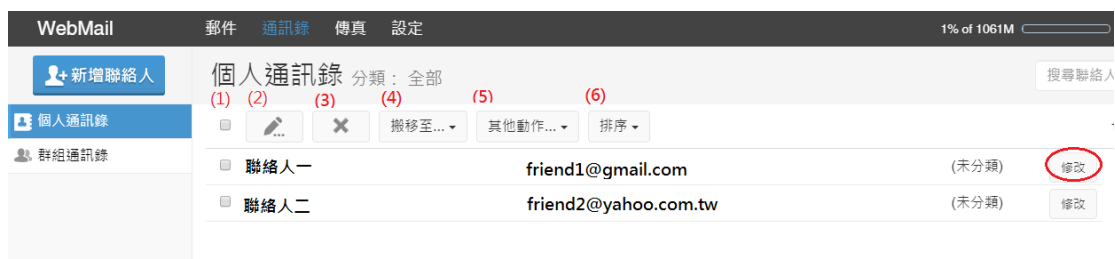 WebMail 郵件 通訊錄 傳真 設定 1% of 1061M
新增聯絡人 個人通訊錄 分類： 全部 搜尋聯絡人
(1) (2) (3) (4) (5) (6)
個人通訊錄 搬移至... 其他動作... 排序
群組通訊錄 聯絡人一 friend1@gmail.com (未分類) 修改
聯絡人二 friend2@yahoo.com.tw (未分類) 修改